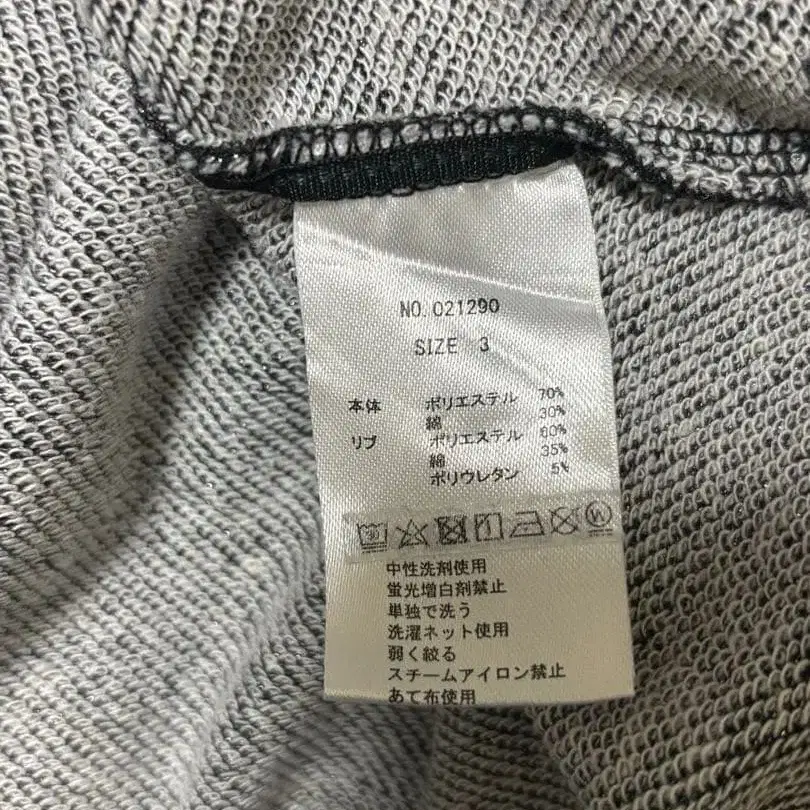 NO. 021290
SIZE 3
本体 ポリエステル 70%
綿 30%
リブ ポリエステル 60%
綿 35%
ポリウレタン 5%
30 W
中性洗剤使用
蛍光増白剤禁止
単独で洗う
洗濯ネット使用
弱く絞る
スチームアイロン禁止
あて布使用